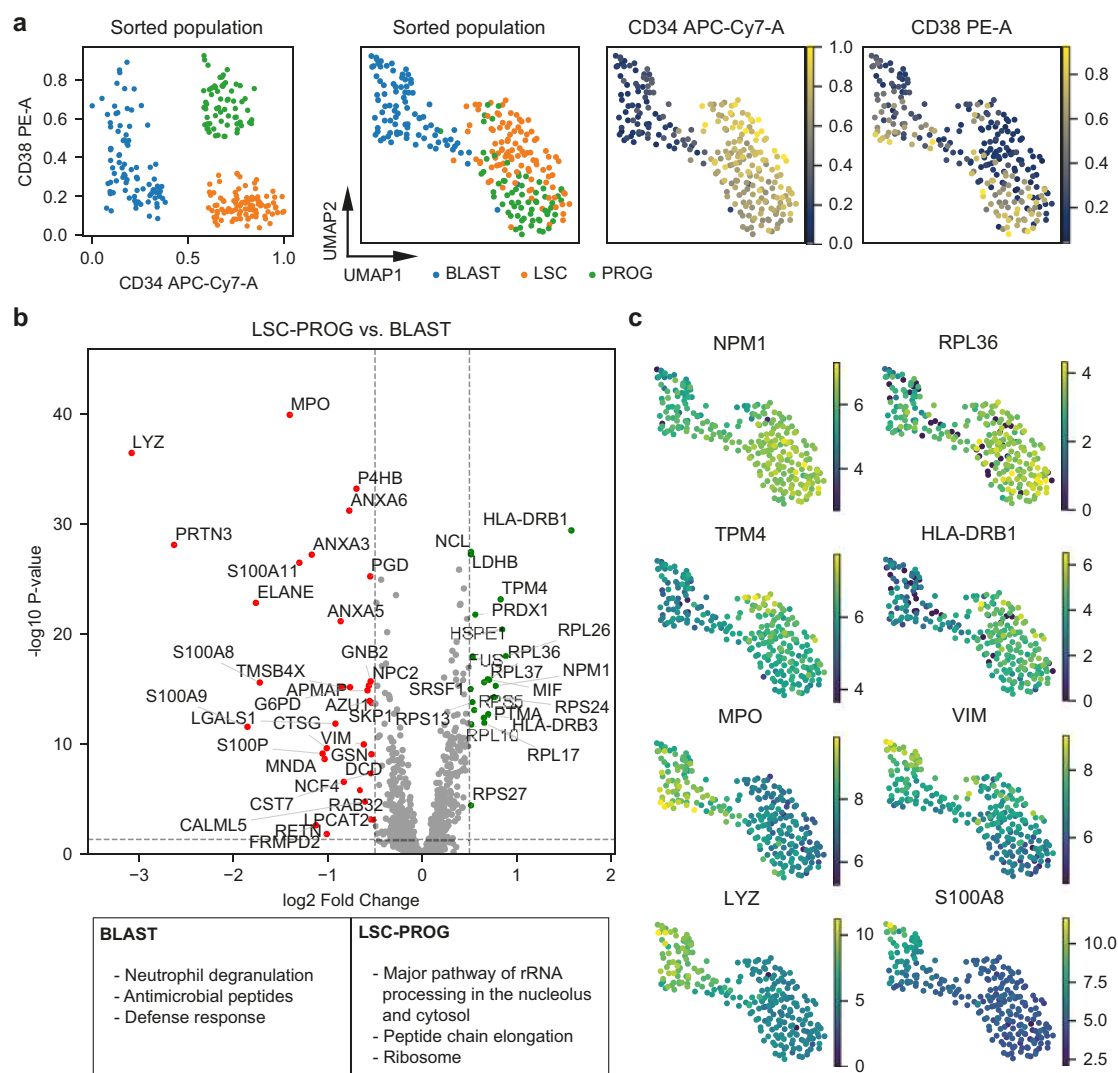 a
Sorted population
Sorted population
CD34 APC-Cy7-A
CD38 PE-A
CD38 PE-A
0.8
0.6
0.4
0.2
0.0
0.0
0.5
1.0
CD34 APC-Cy7-A
UMAP2
UMAP1
BLAST
LSC
PROG
1.0
0.8
0.6
0.4
0.2
0.0
0.8
0.6
0.4
0.2
b
LSC-PROG vs. BLAST
-log10 P-value
40
30
20
10
0
MPO
LYZ
P4HB
ANXA6
HLA-DRB1
PRTN3
ANXA3
NCL
LDHB
S100A11
PGD
ELANE
TPM4
ANXA5
PRDX1
HSPE1
RPL26
S100A8
GNB2
FUS
RPL36
TMSB4X
NPC2
RPL37
NPM1
S100A9
APMAP
SRSF1
MIF
G6PD
AZU1
RPS5
RPS24
LGALS1
CTSG
SKP1
RPS13
PTMA
HLA-DRB3
VIM
RPL10
S100P
GSN
RPL17
MNDA
DCD
NCF4
CST7
RAB32
RPS27
CALML5
LPCAT2
RETN
FRMPD2
−3
−2
−1
0
1
2
log2 Fold Change
BLAST
- Neutrophil degranulation
- Antimicrobial peptides
- Defense response
LSC-PROG
- Major pathway of rRNA
processing in the nucleolus
and cytosol
- Peptide chain elongation
- Ribosome
c
NPM1
6
4
RPL36
4
2
0
TPM4
6
4
HLA-DRB1
6
4
2
0
MPO
8
6
VIM
8
6
LYZ
10
5
0
S100A8
10.0
7.5
5.0
2.5